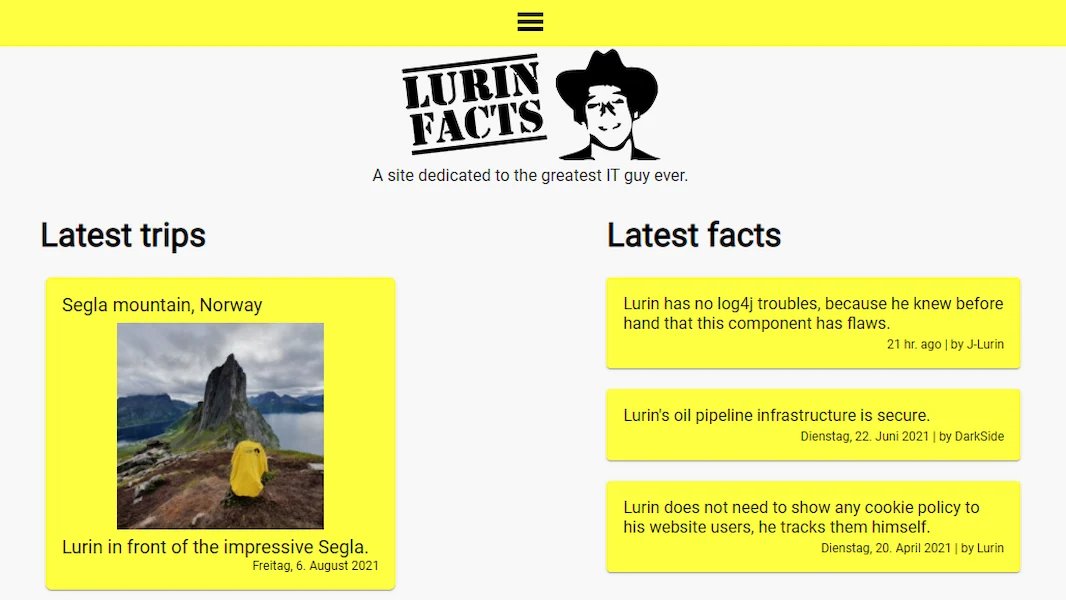 LURIN
FACTS
A site dedicated to the greatest IT guy ever.
Latest trips
Segla mountain, Norway
Lurin in front of the impressive Segla.
Freitag, 6. August 2021
Latest facts
Lurin has no log4j troubles, because he knew before
hand that this component has flaws.
21 hr. ago | by J-Lurin
Lurin's oil pipeline infrastructure is secure.
Dienstag, 22. Juni 2021 | by DarkSide
Lurin does not need to show any cookie policy to
his website users, he tracks them himself.
Dienstag, 20. April 2021 | by Lurin